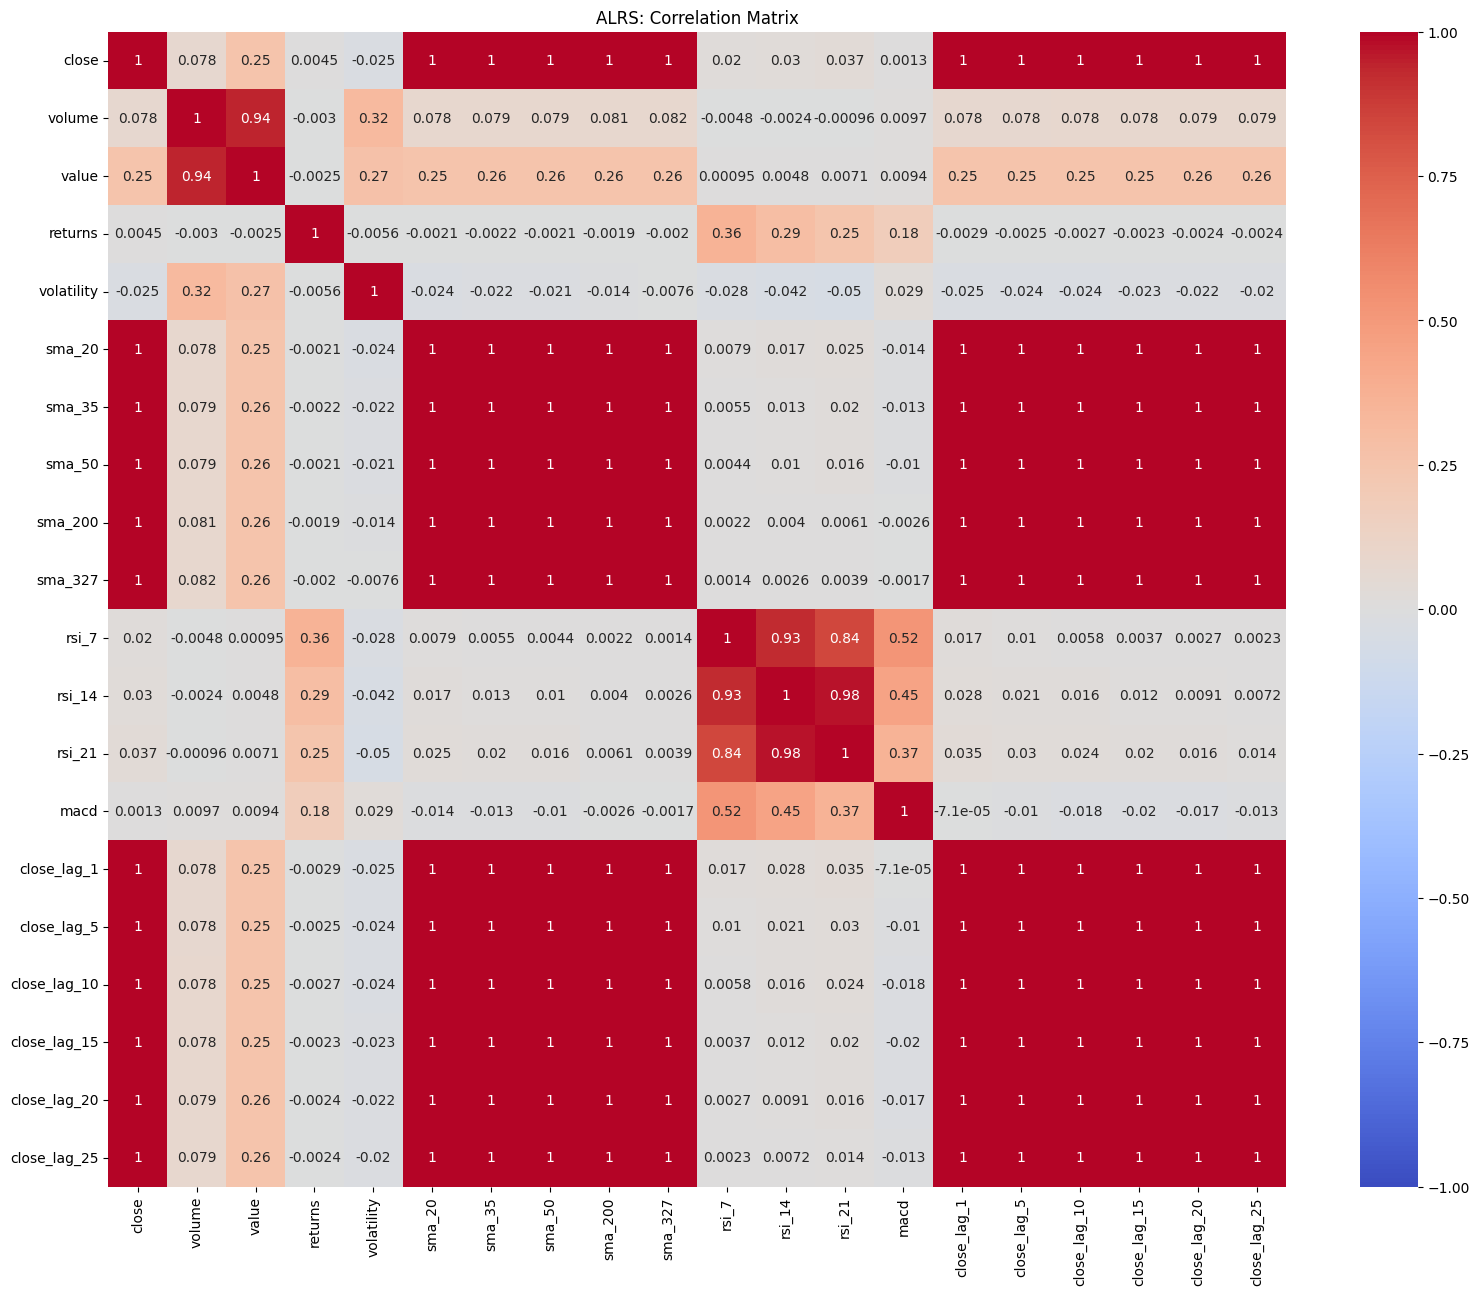 ALRS: Correlation Matrix
close 1 0.078 0.25 0.0045 -0.025 1 1 1 1 1 0.02 0.03 0.037 0.0013 1 1 1 1 1 1
volume 0.078 1 0.94 -0.003 0.32 0.078 0.079 0.079 0.081 0.082 -0.0048 -0.0024 -0.00096 0.0097 0.078 0.078 0.078 0.078 0.079 0.079
value 0.25 0.94 1 -0.0025 0.27 0.25 0.26 0.26 0.26 0.26 0.00095 0.0048 0.0071 0.0094 0.25 0.25 0.25 0.25 0.26 0.26
returns 0.0045 -0.003 -0.0025 1 -0.0056 -0.0021 -0.0022 -0.0021 -0.0019 -0.002 0.36 0.29 0.25 0.18 -0.0029 -0.0025 -0.0027 -0.0023 -0.0024 -0.0024
volatility -0.025 0.32 0.27 -0.0056 1 -0.024 -0.022 -0.021 -0.014 -0.0076 -0.028 -0.042 -0.05 0.029 -0.025 -0.024 -0.024 -0.023 -0.022 -0.02
sma_20 1 0.078 0.25 -0.0021 -0.024 1 1 1 1 1 0.0079 0.017 0.025 -0.014 1 1 1 1 1 1
sma_35 1 0.079 0.26 -0.0022 -0.022 1 1 1 1 1 0.0055 0.013 0.02 -0.013 1 1 1 1 1 1
sma_50 1 0.079 0.26 -0.0021 -0.021 1 1 1 1 1 0.0044 0.01 0.016 -0.01 1 1 1 1 1 1
sma_200 1 0.081 0.26 -0.0019 -0.014 1 1 1 1 1 0.0022 0.004 0.0061 -0.0026 1 1 1 1 1 1
sma_327 1 0.082 0.26 -0.002 -0.0076 1 1 1 1 1 0.0014 0.0026 0.0039 -0.0017 1 1 1 1 1 1
rsi_7 0.02 -0.0048 0.00095 0.36 -0.028 0.0079 0.0055 0.0044 0.0022 0.0014 1 0.93 0.84 0.52 0.017 0.01 0.0058 0.0037 0.0027 0.0023
rsi_14 0.03 -0.0024 0.0048 0.29 -0.042 0.017 0.013 0.01 0.004 0.0026 0.93 1 0.98 0.45 0.028 0.021 0.016 0.012 0.0091 0.0072
rsi_21 0.037 -0.00096 0.0071 0.25 -0.05 0.025 0.02 0.016 0.0061 0.0039 0.84 0.98 1 0.37 0.035 0.03 0.024 0.02 0.016 0.014
macd 0.0013 0.0097 0.0094 0.18 0.029 -0.014 -0.013 -0.01 -0.0026 -0.0017 0.52 0.45 0.37 1 -7.1e-05 -0.01 -0.018 -0.02 -0.017 -0.013
close_lag_1 1 0.078 0.25 -0.0029 -0.025 1 1 1 1 1 0.017 0.028 0.035 -7.1e-05 1 1 1 1 1 1
close_lag_5 1 0.078 0.25 -0.0025 -0.024 1 1 1 1 1 0.01 0.021 0.03 -0.01 1 1 1 1 1 1
close_lag_10 1 0.078 0.25 -0.0027 -0.024 1 1 1 1 1 0.0058 0.016 0.024 -0.018 1 1 1 1 1 1
close_lag_15 1 0.078 0.25 -0.0023 -0.023 1 1 1 1 1 0.0037 0.012 0.02 -0.02 1 1 1 1 1 1
close_lag_20 1 0.079 0.26 -0.0024 -0.022 1 1 1 1 1 0.0027 0.0091 0.016 -0.017 1 1 1 1 1 1
close_lag_25 1 0.079 0.26 -0.0024 -0.02 1 1 1 1 1 0.0023 0.0072 0.014 -0.013 1 1 1 1 1 1
close volume value returns volatility sma_20 sma_35 sma_50 sma_200 sma_327 rsi_7 rsi_14 rsi_21 macd close_lag_1 close_lag_5 close_lag_10 close_lag_15 close_lag_20 close_lag_25
1.00
0.75
0.50
0.25
0.00
−0.25
−0.50
−0.75
−1.00